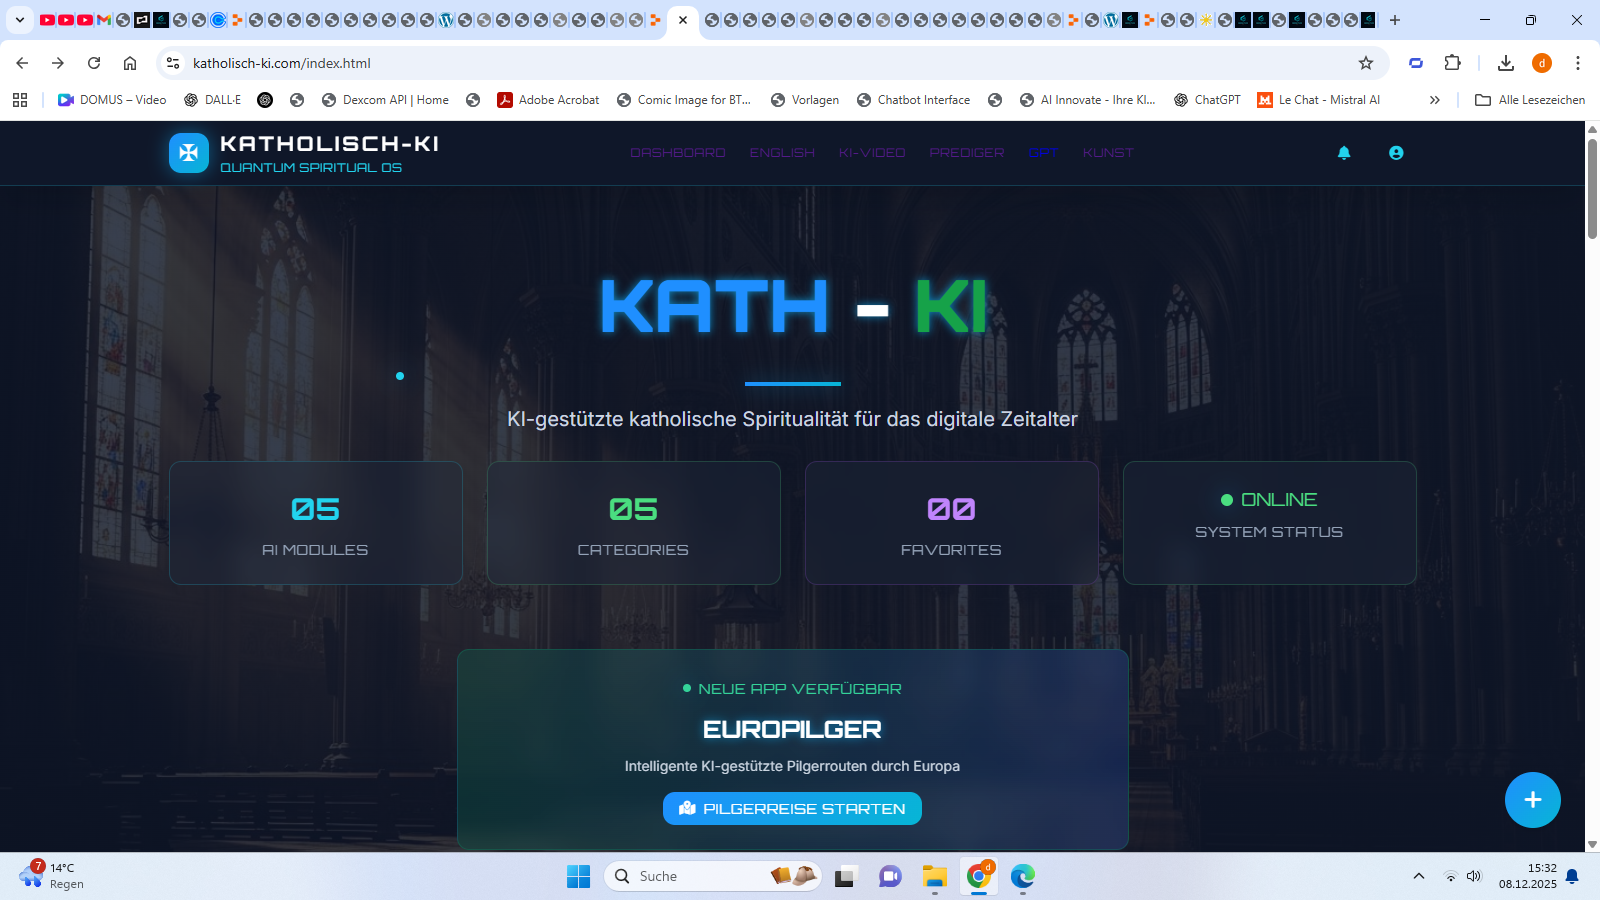 katholisch-ki.com/index.html
d
DOMUS – Video
DALL·E
Dexcom API | Home
Adobe Acrobat
Comic Image for BT...
Vorlagen
Chatbot Interface
AI Innovate - Ihre KI...
ChatGPT
Le Chat - Mistral AI
Alle Lesezeichen
KATHOLISCH-KI
QUANTUM SPIRITUAL OS
DASHBOARD
ENGLISH
KI-VIDEO
PREDIGER
GPT
KUNST
KATH - KI
KI-gestützte katholische Spiritualität für das digitale Zeitalter
05
AI MODULES
05
CATEGORIES
00
FAVORITES
ONLINE
SYSTEM STATUS
NEUE APP VERFÜGBAR
EUROPILGER
Intelligente KI-gestützte Pilgerrouten durch Europa
PILGERREISE STARTEN
7
14°C
Regen
Suche
d
15:32
08.12.2025